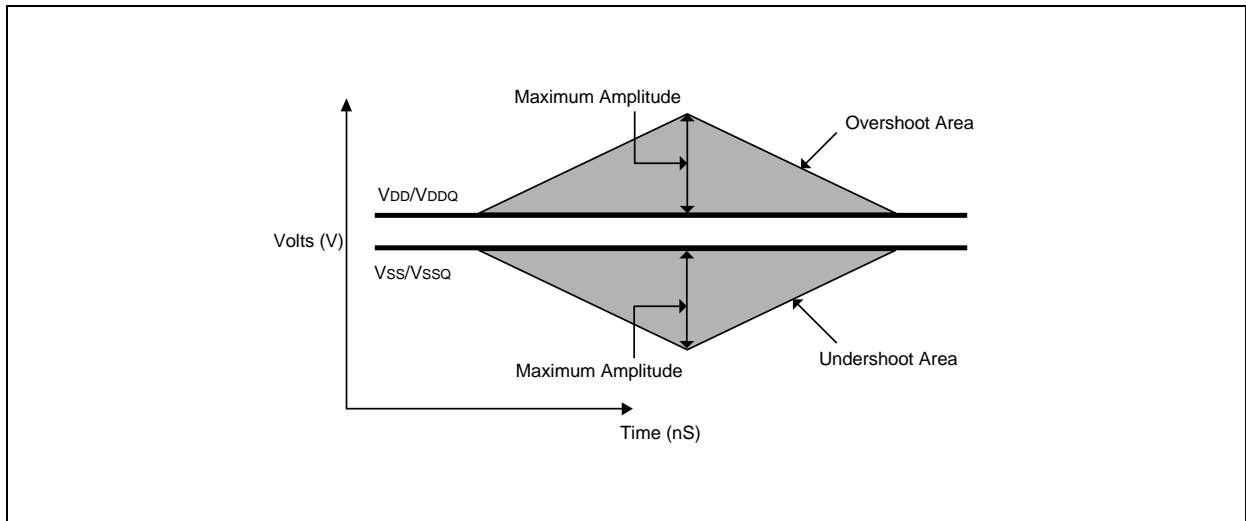 Maximum Amplitude
Overshoot Area
VDD/VDDQ
Volts (V)
VSS/VSSQ
Maximum Amplitude
Undershoot Area
Time (nS)